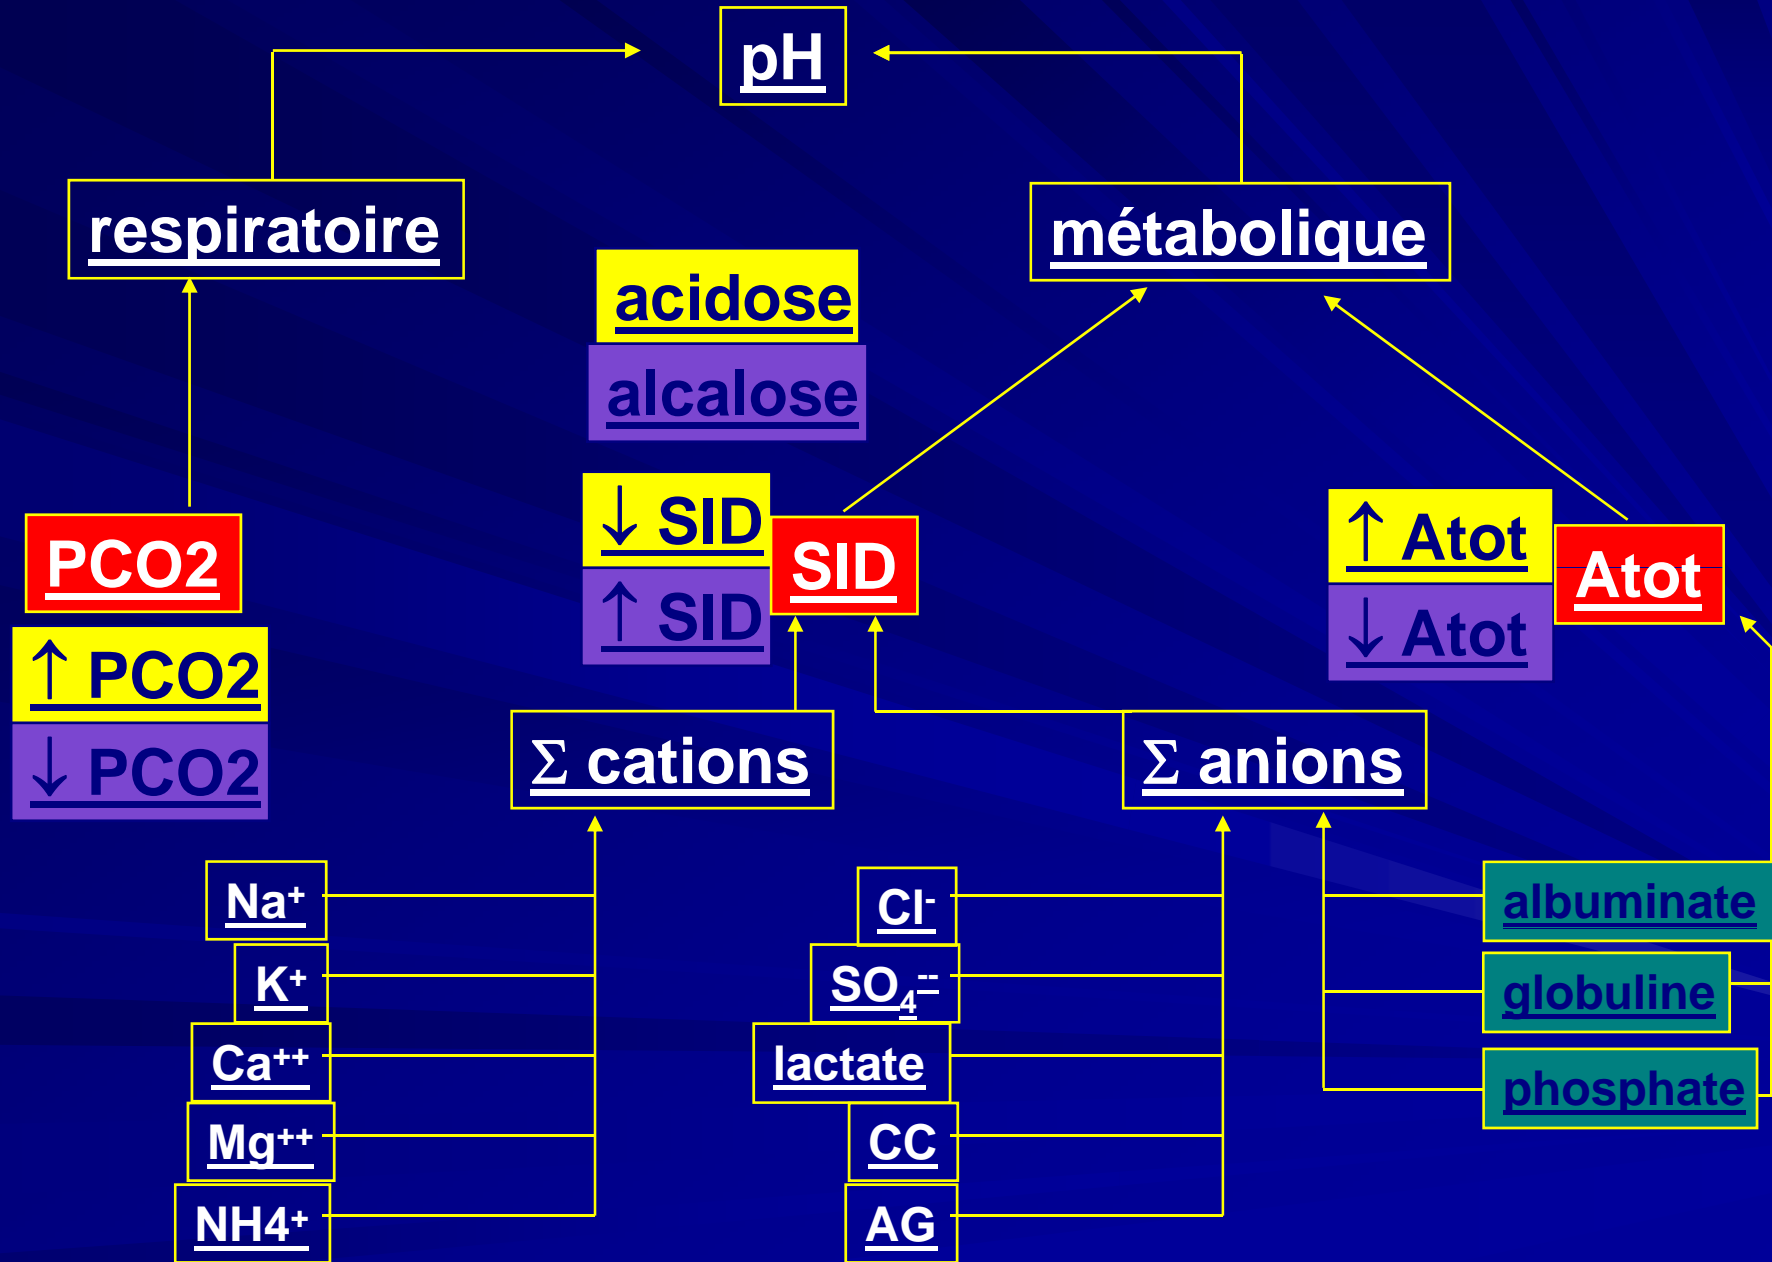 pH
respiratoire
métabolique
acidose
alcalose
PCO2
↑ PCO2
↓ PCO2
↓ SID
↑ SID
SID
↑ Atot
↓ Atot
Atot
Σ cations
Σ anions
Na⁺
K⁺
Ca⁺⁺
Mg⁺⁺
NH4⁺
Cl⁻
SO₄⁻⁻
lactate
CC
AG
albuminate
globuline
phosphate